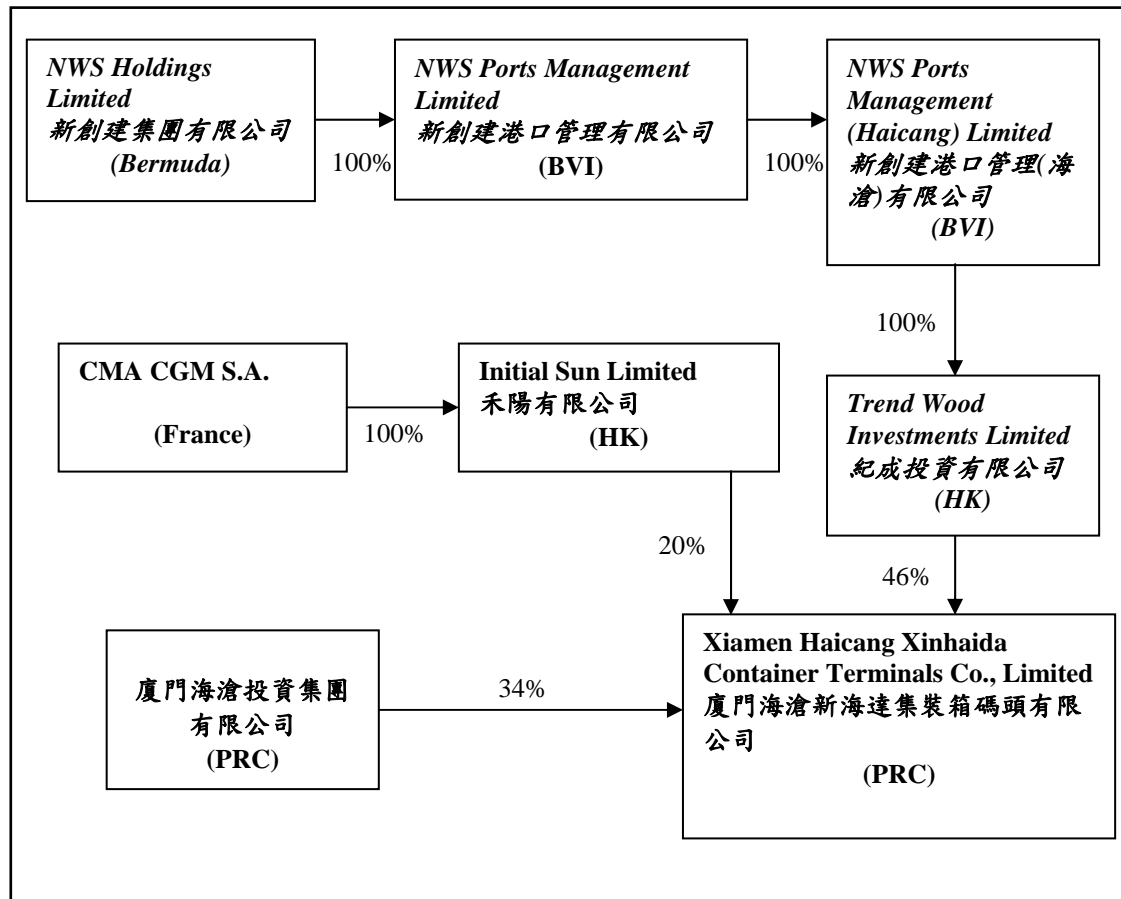 NWS Holdings
Limited
新創建集團有限公司
(Bermuda)
100%
NWS Ports Management
Limited
新創建港口管理有限公司
(BVI)
100%
NWS Ports
Management
(Haicang) Limited
新創建港口管理(海
滄)有限公司
(BVI)
100%
CMA CGM S.A.
(France)
100%
Initial Sun Limited
禾陽有限公司
(HK)
20%
Trend Wood
Investments Limited
紀成投資有限公司
(HK)
46%
廈門海滄投資集團
有限公司
(PRC)
34%
Xiamen Haicang Xinhaida
Container Terminals Co., Limited
廈門海滄新海達集裝箱碼頭有限
公司
(PRC)